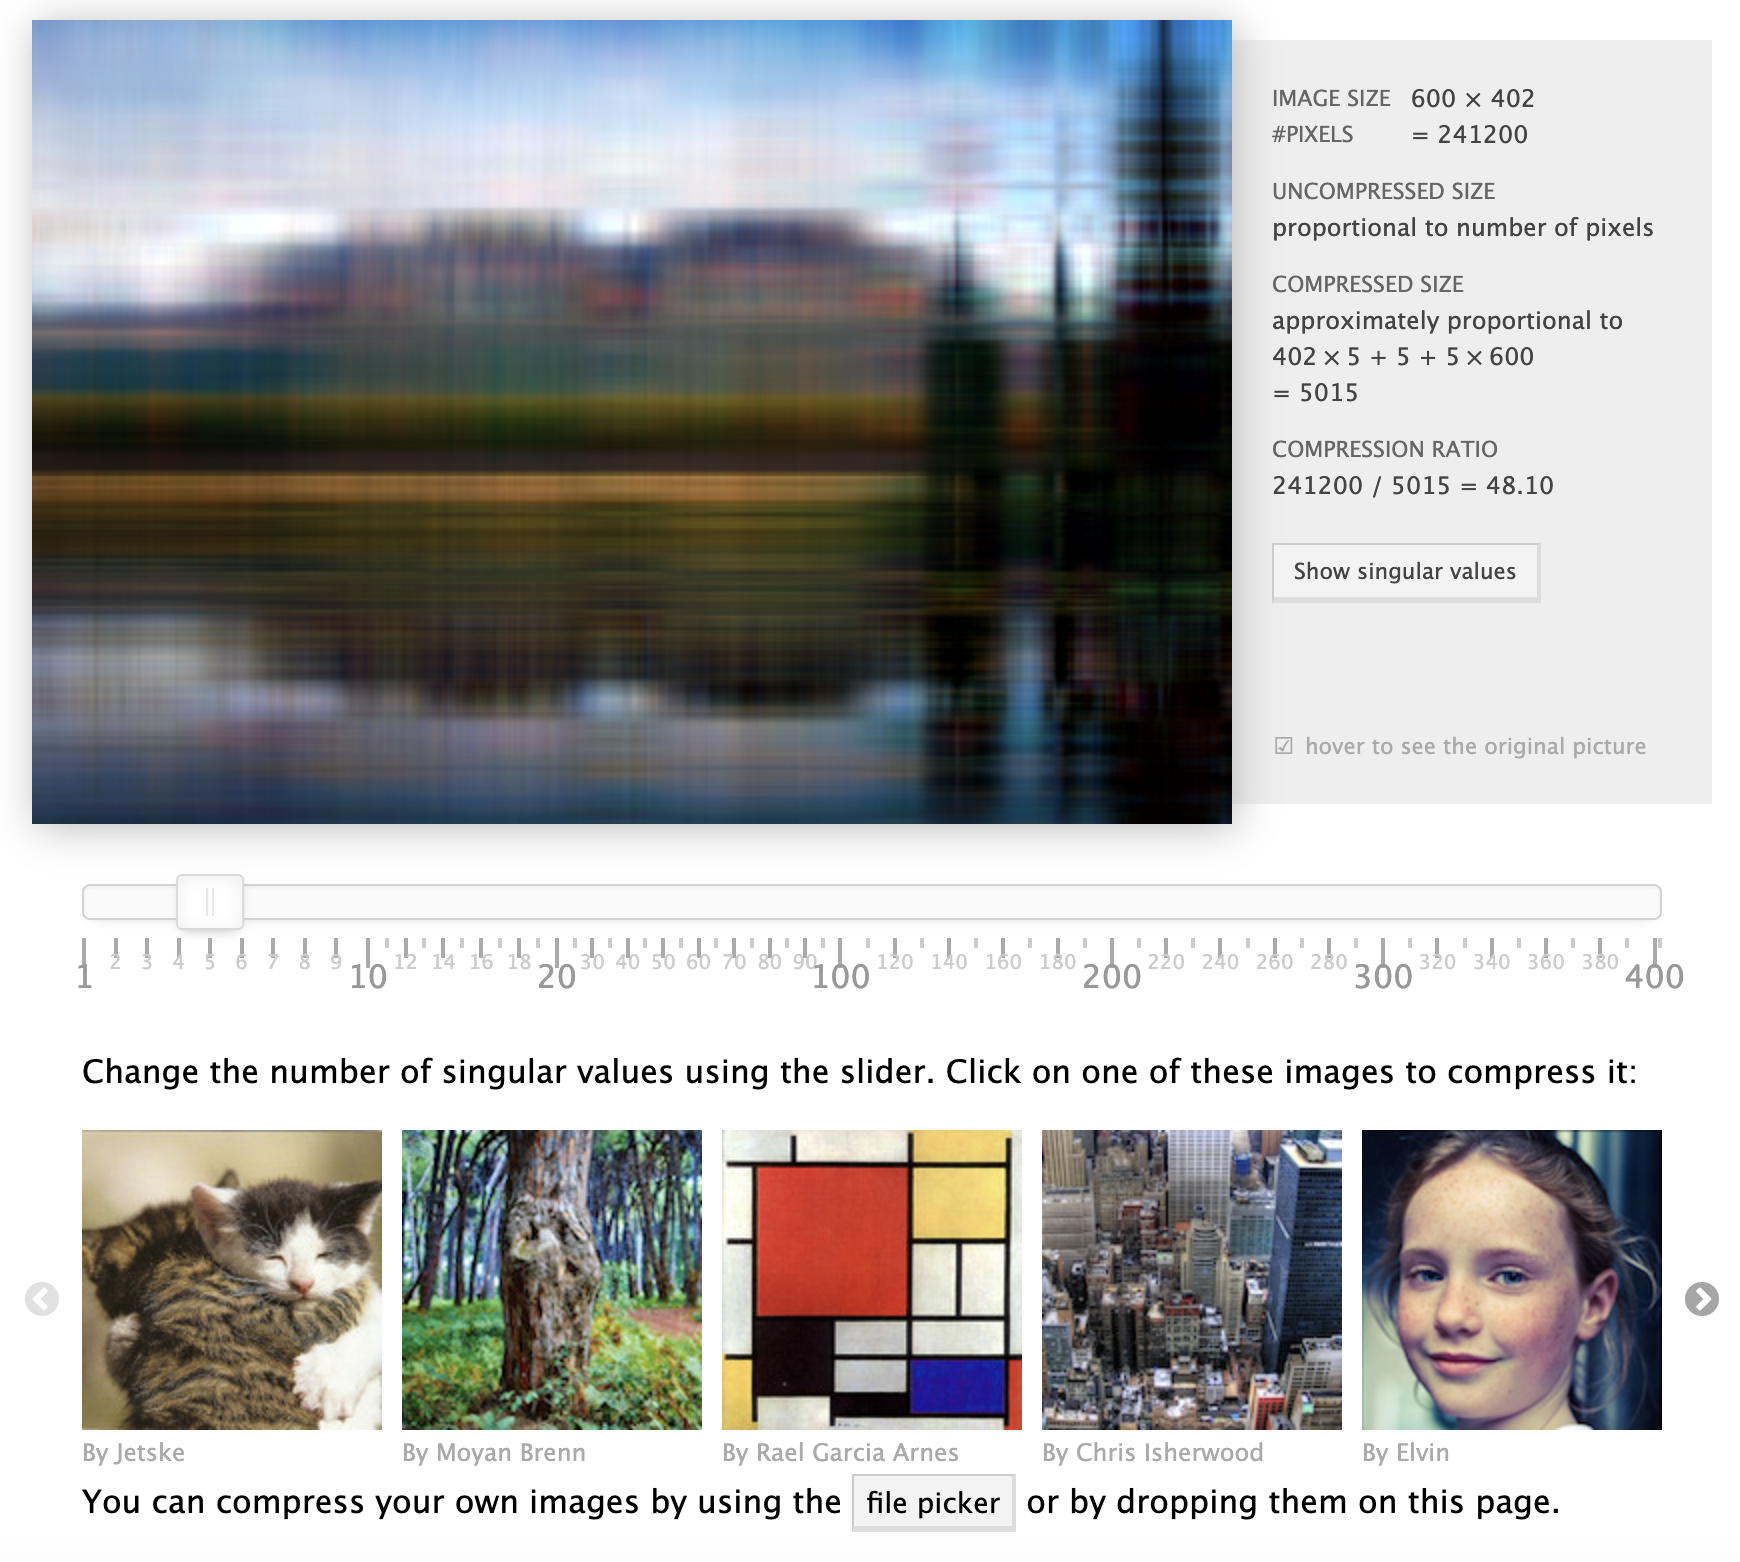 IMAGE SIZE 600 × 402
#PIXELS = 241200
UNCOMPRESSED SIZE
proportional to number of pixels
COMPRESSED SIZE
approximately proportional to
402 × 5 + 5 + 5 × 600
= 5015
COMPRESSION RATIO
241200 / 5015 = 48.10
Show singular values
☑ hover to see the original picture
1 2 3 4 5 6 7 8 9 10 12 14 16 18 20 30 40 50 60 70 80 90 100 120 140 160 180 200 220 240 260 280 300 320 340 360 380 400
Change the number of singular values using the slider. Click on one of these images to compress it:
By Jetske
By Moyan Brenn
By Rael Garcia Arnes
By Chris Isherwood
By Elvin
You can compress your own images by using the file picker or by dropping them on this page.